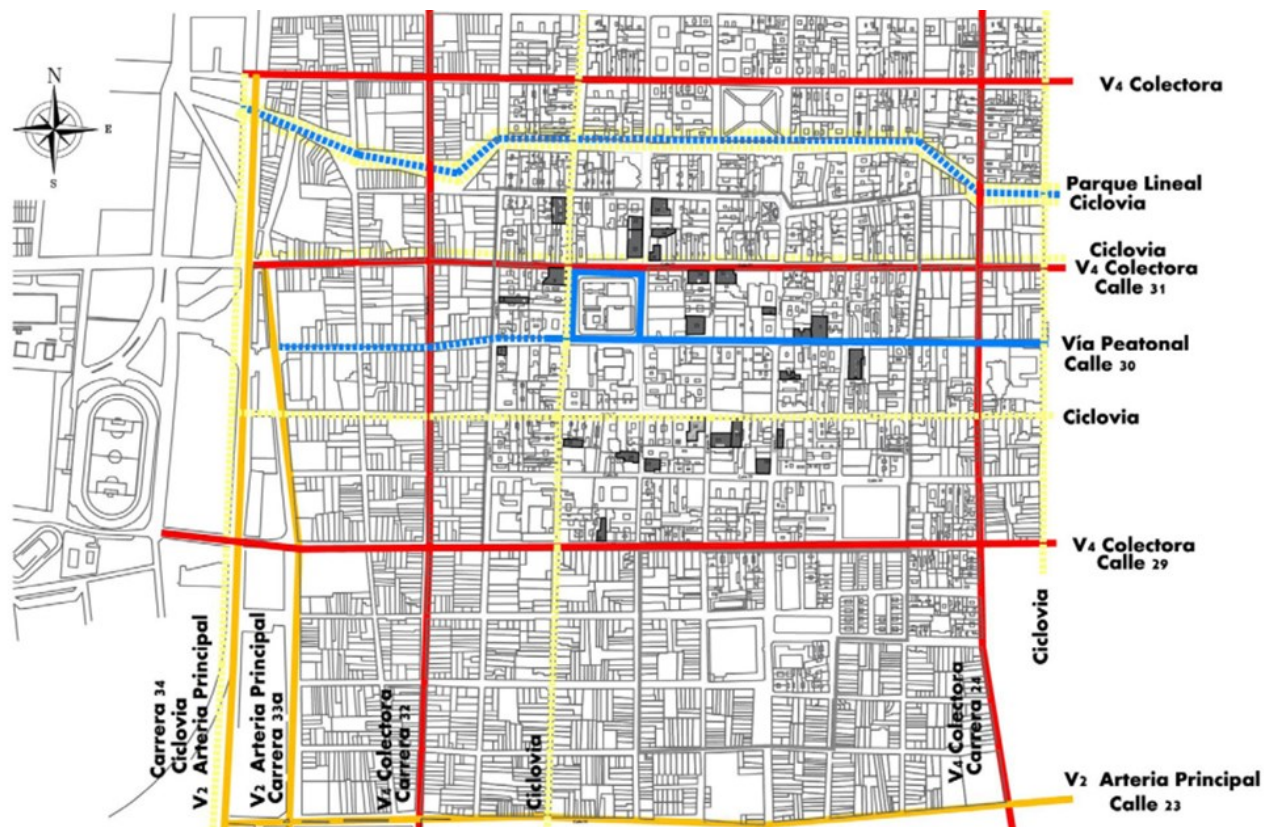 N
E
S
V4 Colectora
Parque Lineal
Ciclovia
Ciclovia
V4 Colectora
Calle 31
Vía Peatonal
Calle 30
Ciclovia
V4 Colectora
Calle 29
Carrera 34
Ciclovia
V2 Arteria Principal
V2 Arteria Principal
Carrera 33a
V4 Colectora
Carrera 32
Ciclovia
V4 Colectora
Carrera 24
Ciclovia
V2 Arteria Principal
Calle 23